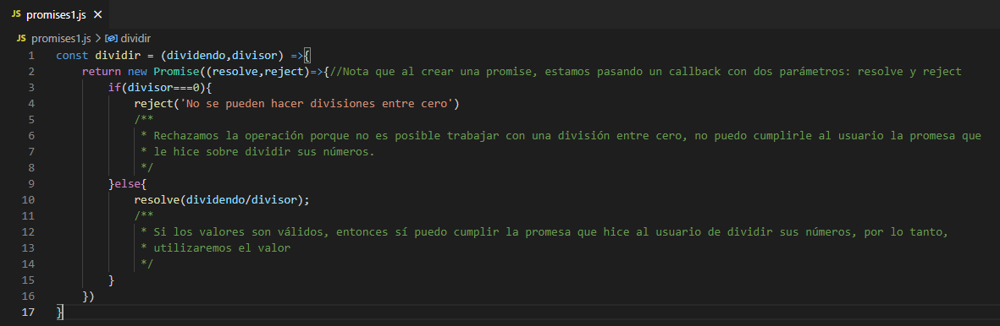 JS promises1.js ×
JS promises1.js > dividir
1 const dividir = (dividendo,divisor) =>{
2 return new Promise((resolve,reject)=>{//Nota que al crear una promise, estamos pasando un callback con dos parámetros: resolve y reject
3 if(divisor===0){
4 reject('No se pueden hacer divisiones entre cero')
5 /**
6 * Rechazamos la operación porque no es posible trabajar con una división entre cero, no puedo cumplirle al usuario la promesa que
7 * le hice sobre dividir sus números.
8 */
9 }else{
10 resolve(dividendo/divisor);
11 /**
12 * Si los valores son válidos, entonces sí puedo cumplir la promesa que hice al usuario de dividir sus números, por lo tanto,
13 * utilizaremos el valor
14 */
15 }
16 })
17 }